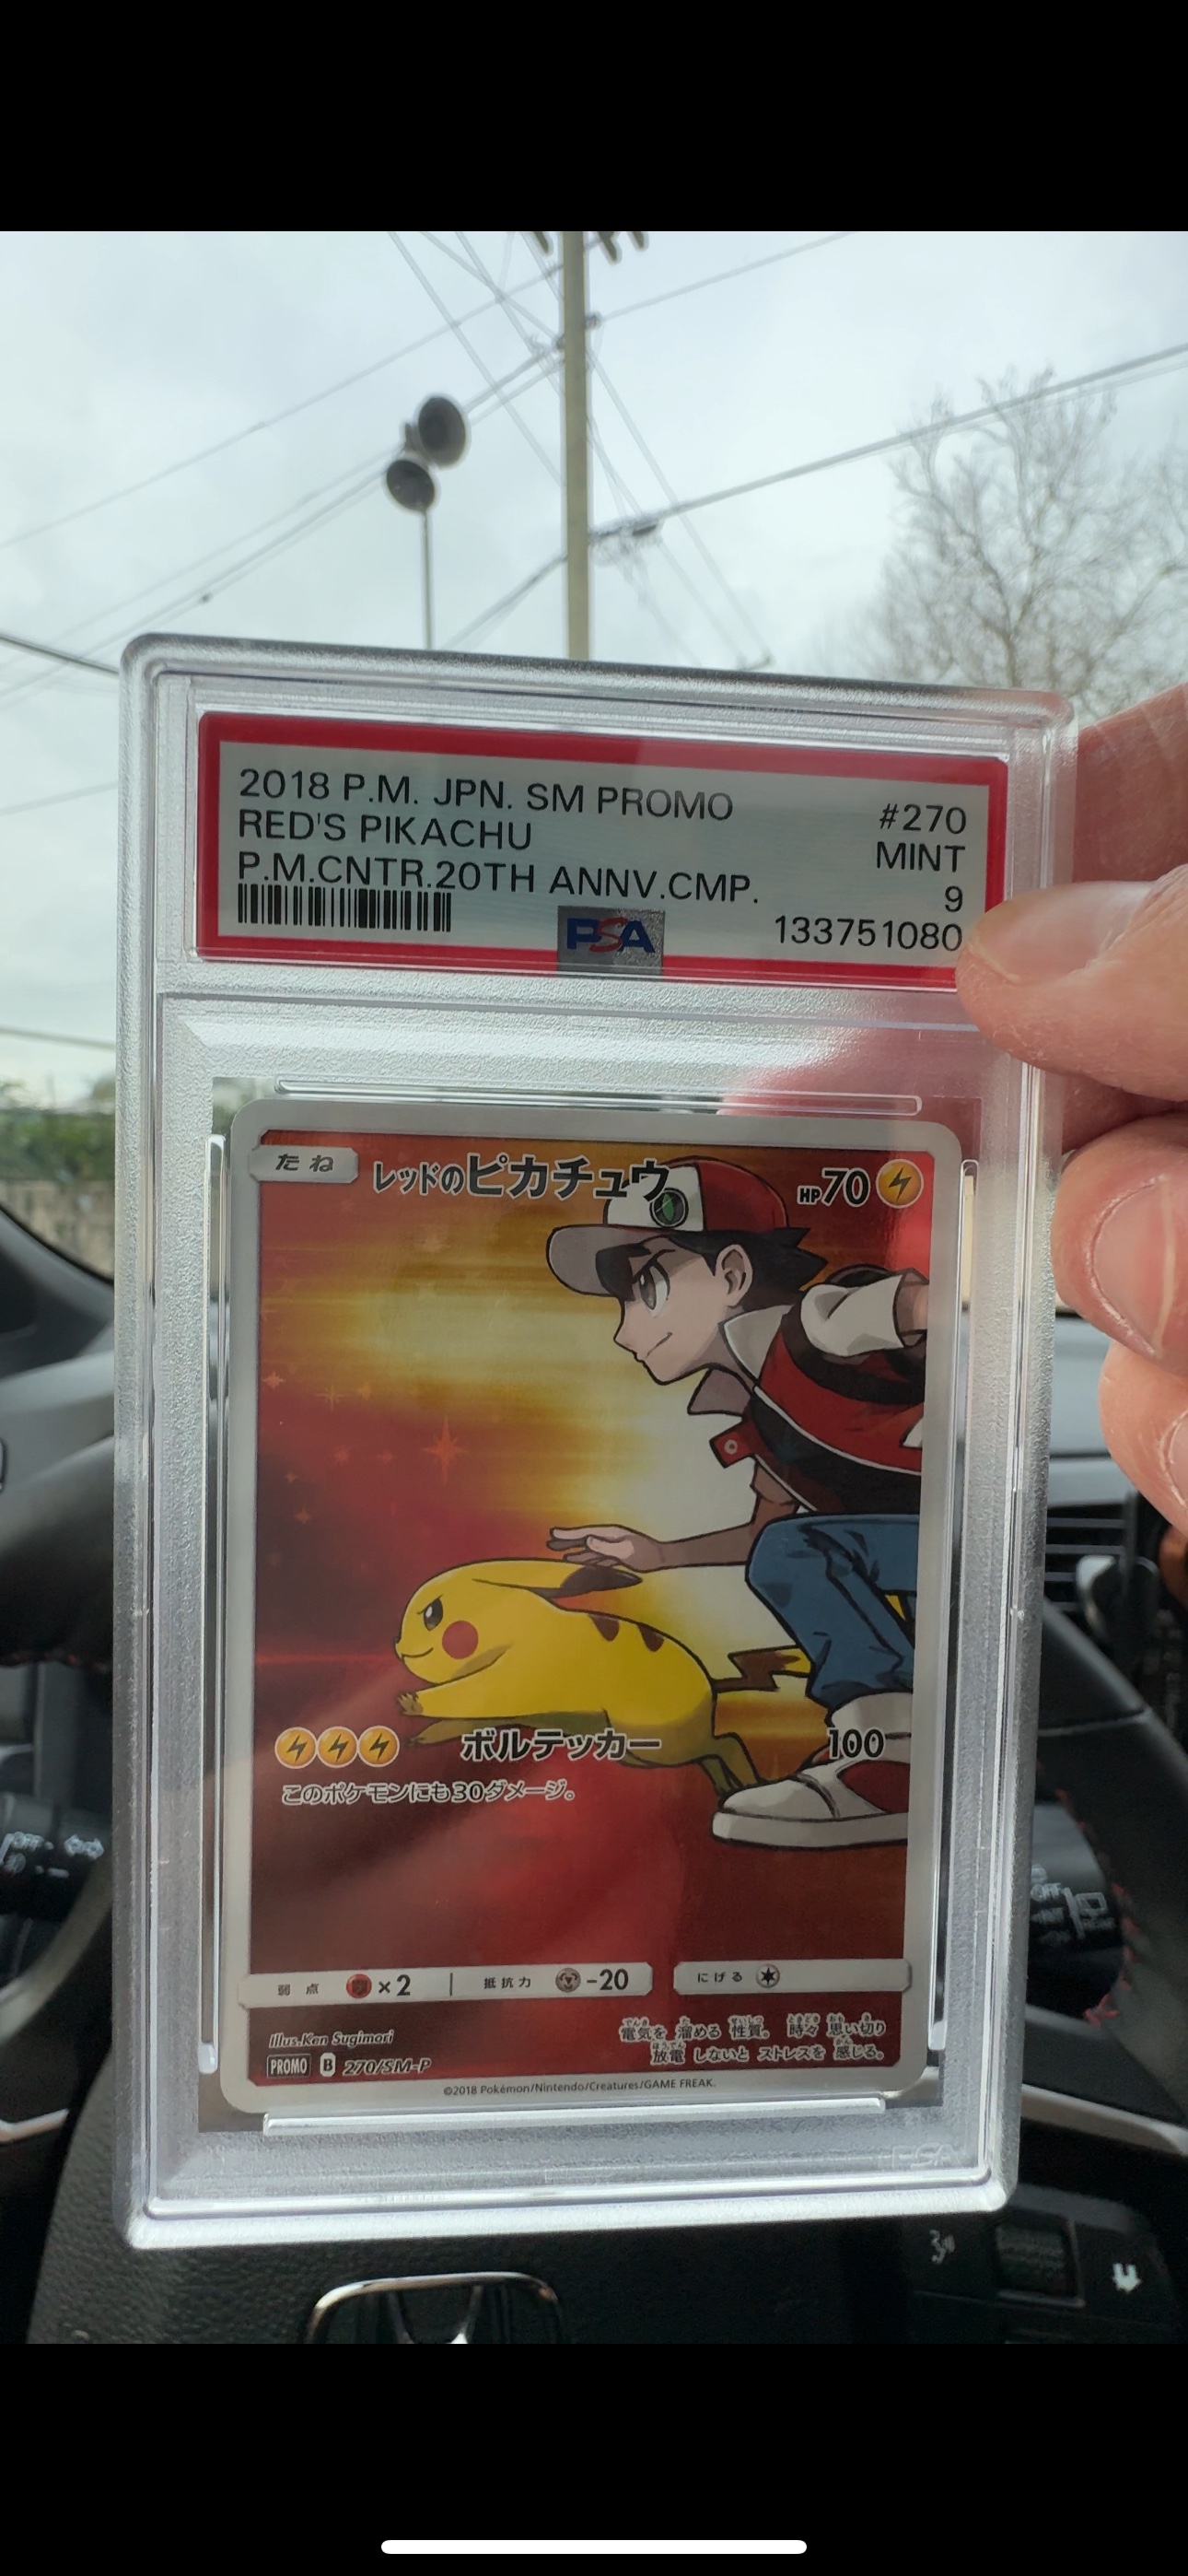 2018 P.M. JPN. SM PROMO #270
RED'S PIKACHU MINT
P.M.CNTR.20TH ANNV.CMP. 9
PSA 133751080
たね レッドのピカチュウ HP70
ボルテッカー 100
このポケモンにも30ダメージ。
弱点 ×2 抵抗力 -20 にげる
Illus.Ken Sugimori
電気を溜める性質。時々思い切り
放電しないとストレスを感じる。
PROMO B 270/SM-P
©2018 Pokémon/Nintendo/Creatures/GAME FREAK.
PSA
OFF
OFF